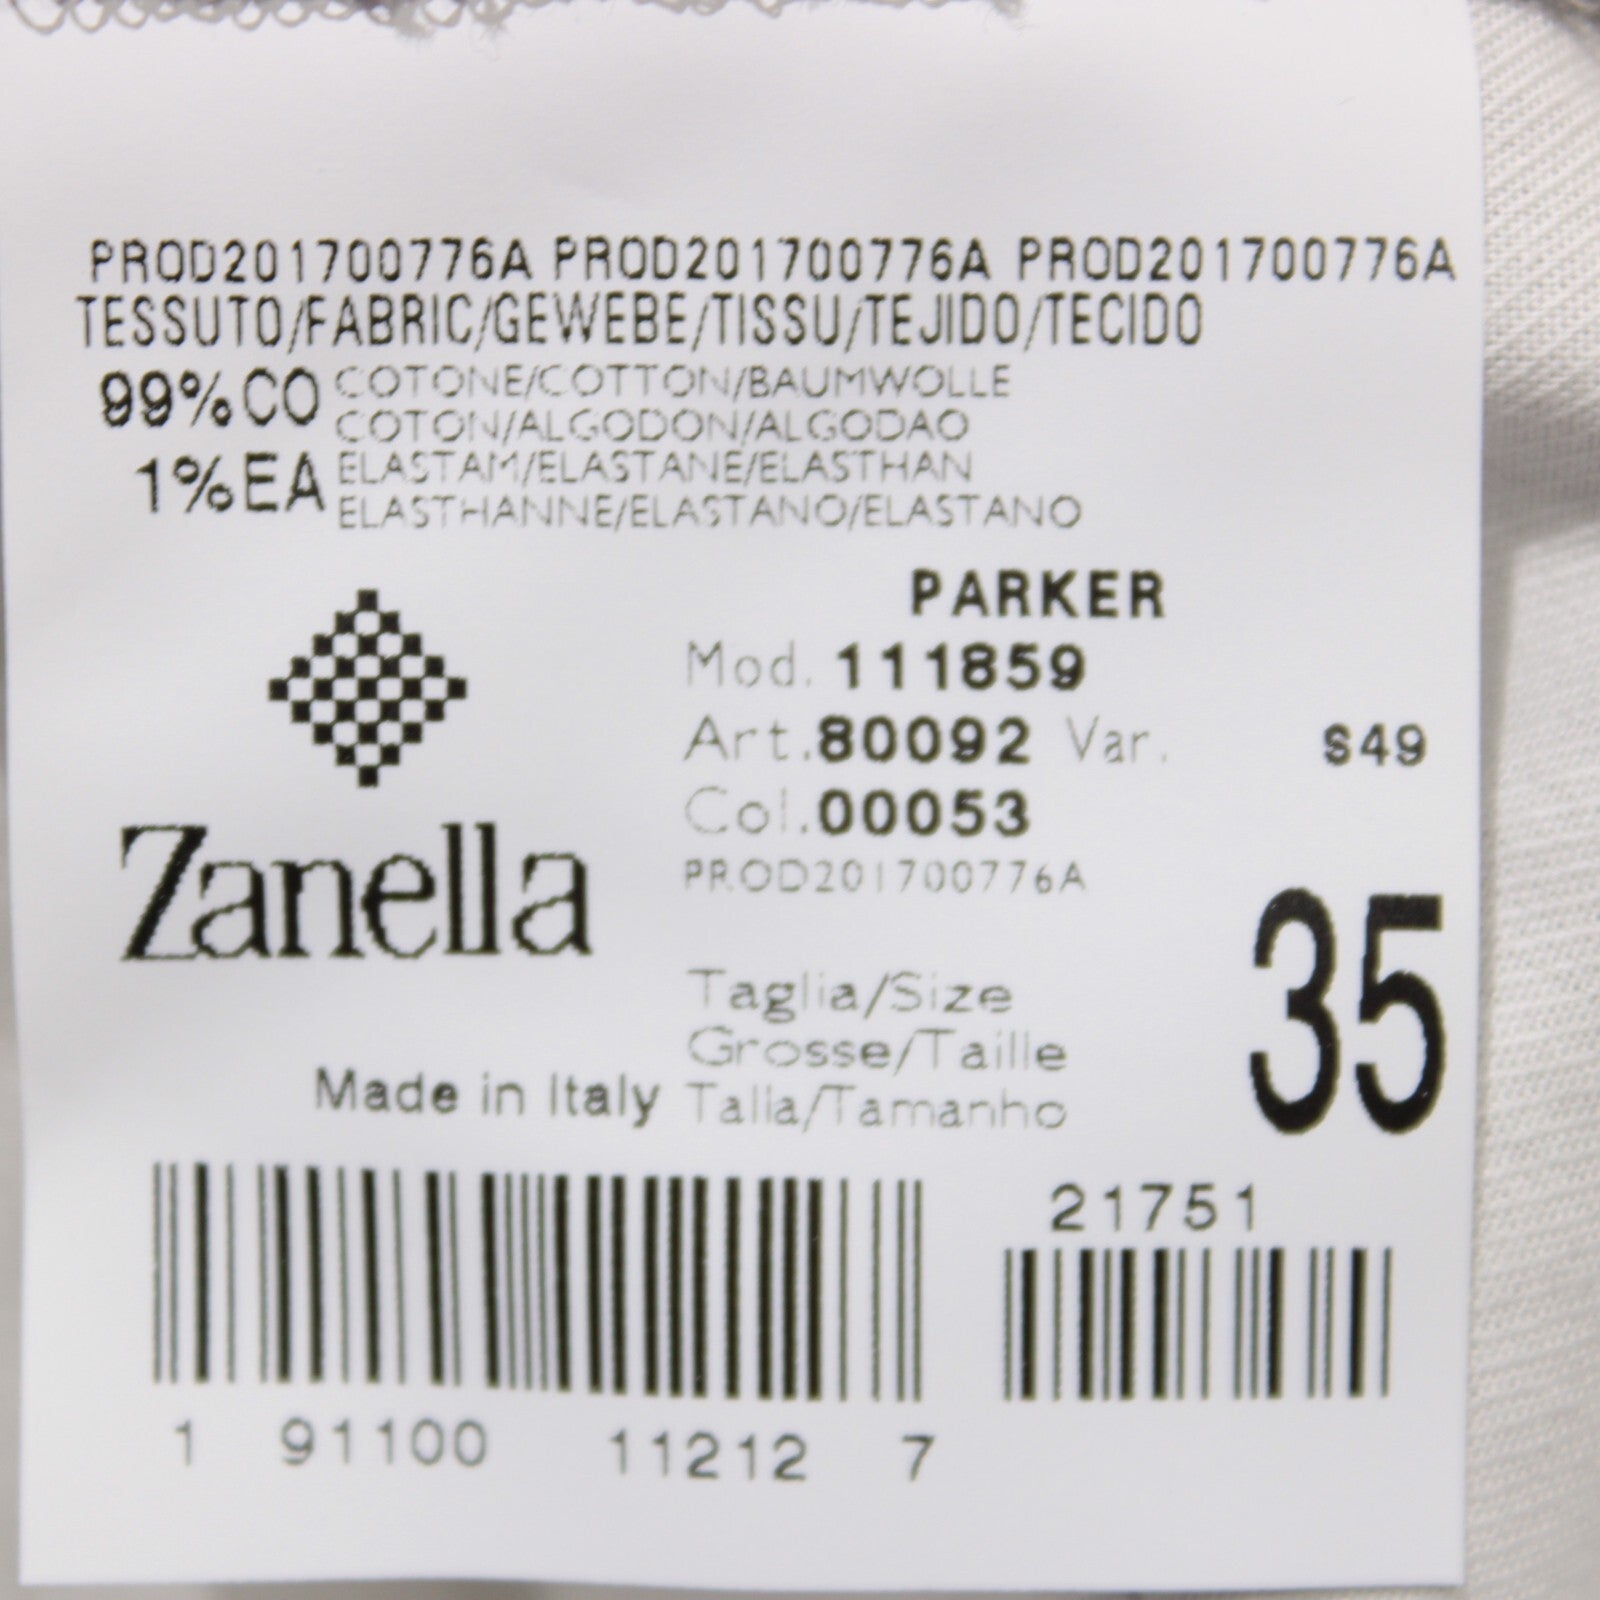 PROD201700776A PROD201700776A PROD201700776A
TESSUTO/FABRIC/GEWEBE/TISSU/TEJIDO/TECIDO
99%CO COTONE/COTTON/BAUMWOLLE
COTON/ALGODON/ALGODAO
1%EA ELASTAM/ELASTANE/ELASTHAN
ELASTHANNE/ELASTANO/ELASTANO
PARKER
Mod. 111859
Art.80092 Var. S49
Col.00053
PROD201700776A
Zanella
Taglia/Size
Grosse/Taille
Talla/Tamanho
35
Made in Italy
21751
1 91100 11212 7